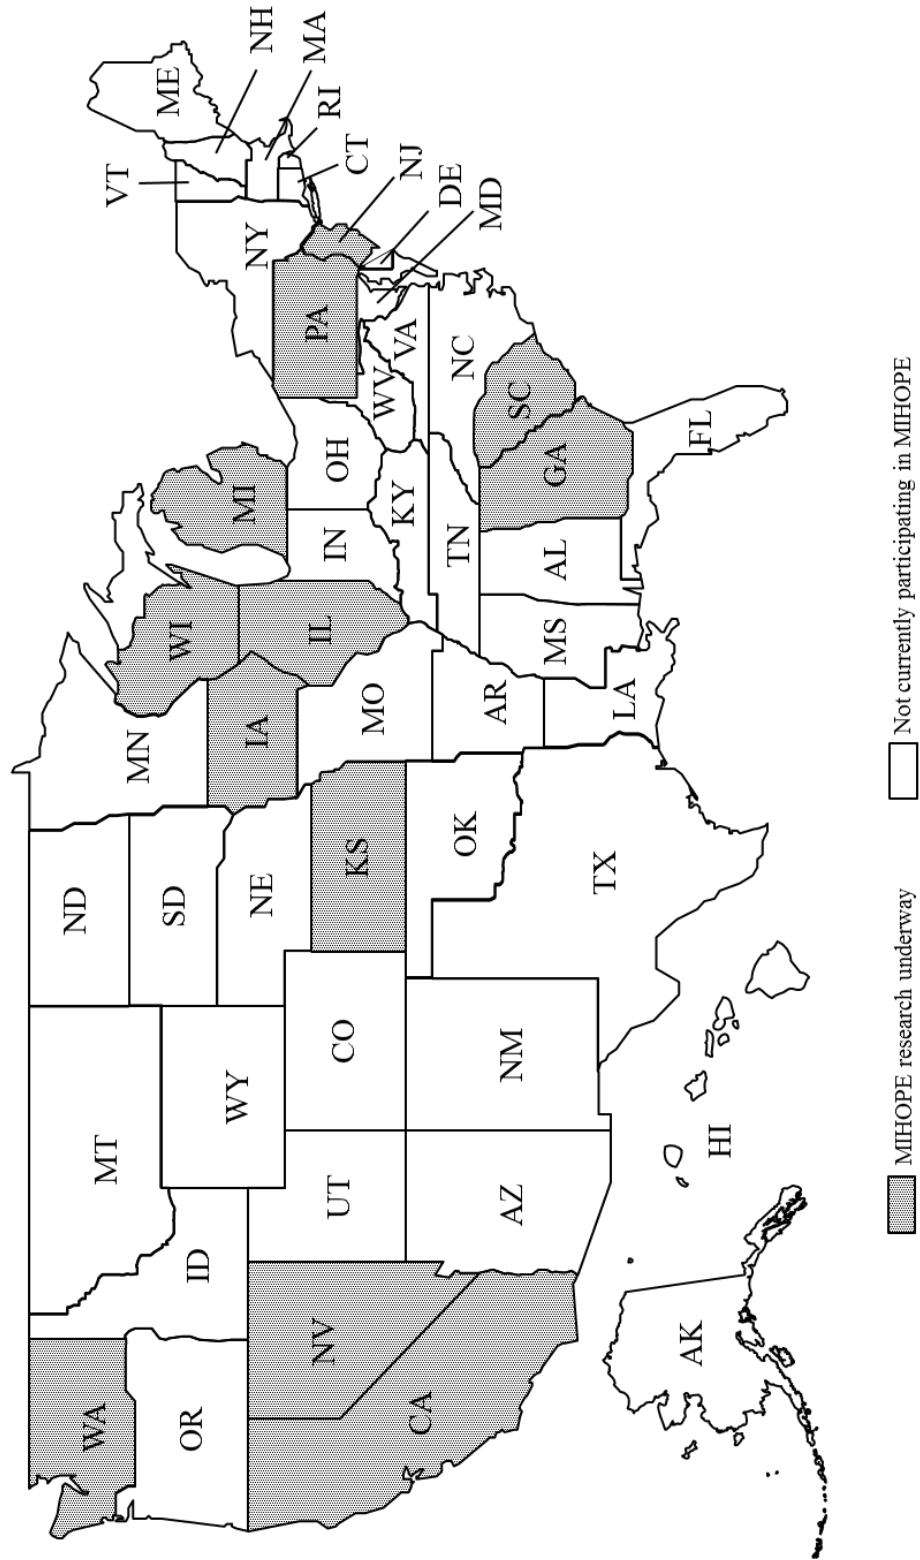 WA
OR
CA
NV
ID
MT
WY
UT
AZ
CO
NM
ND
SD
NE
KS
OK
TX
MN
IA
MO
AR
LA
WI
IL
MS
MI
IN
OH
KY
TN
AL
GA
FL
SC
NC
VA
WV
PA
NY
VT
ME
NH
MA
RI
CT
NJ
DE
MD
AK
HI
MIHOPE research underway
Not currently participating in MIHOPE